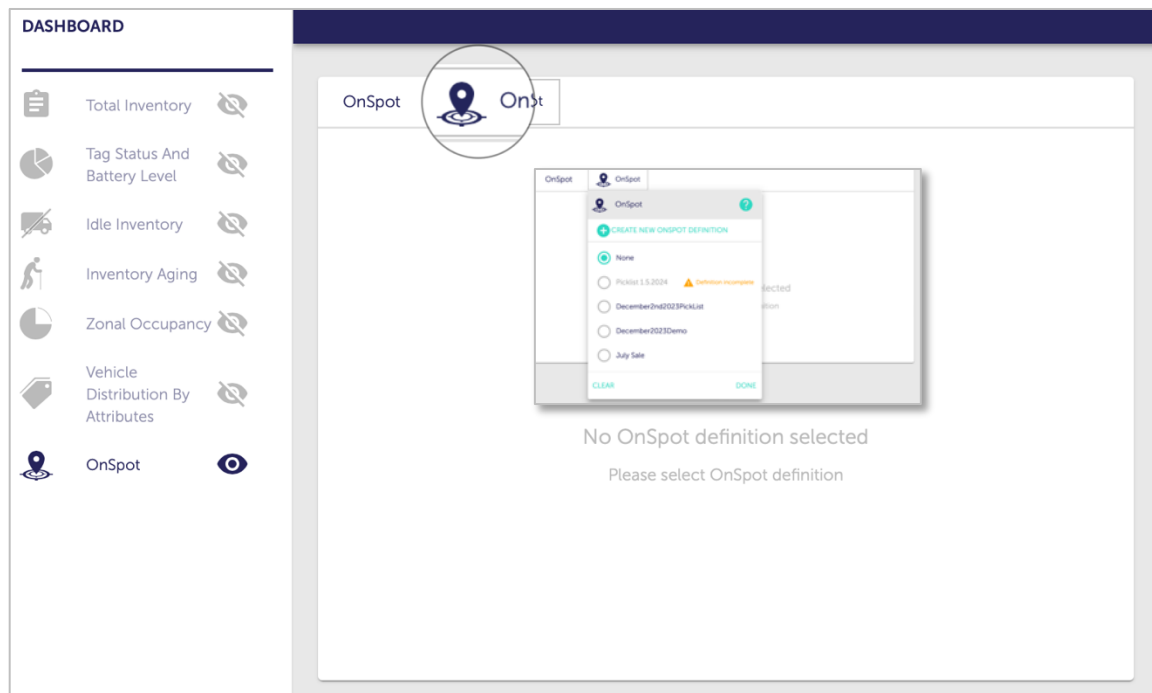 DASHBOARD
Total Inventory
Tag Status And
Battery Level
Idle Inventory
Inventory Aging
Zonal Occupancy
Vehicle
Distribution By
Attributes
OnSpot
OnSpot
OnSpot
OnSpot
OnSpot
OnSpot
?
CREATE NEW ONSPOT DEFINITION
None
Picklist 1.5.2024
Definition incomplete
December2nd2023PickList
December2023Demo
July Sale
CLEAR
DONE
No OnSpot definition selected
Please select OnSpot definition